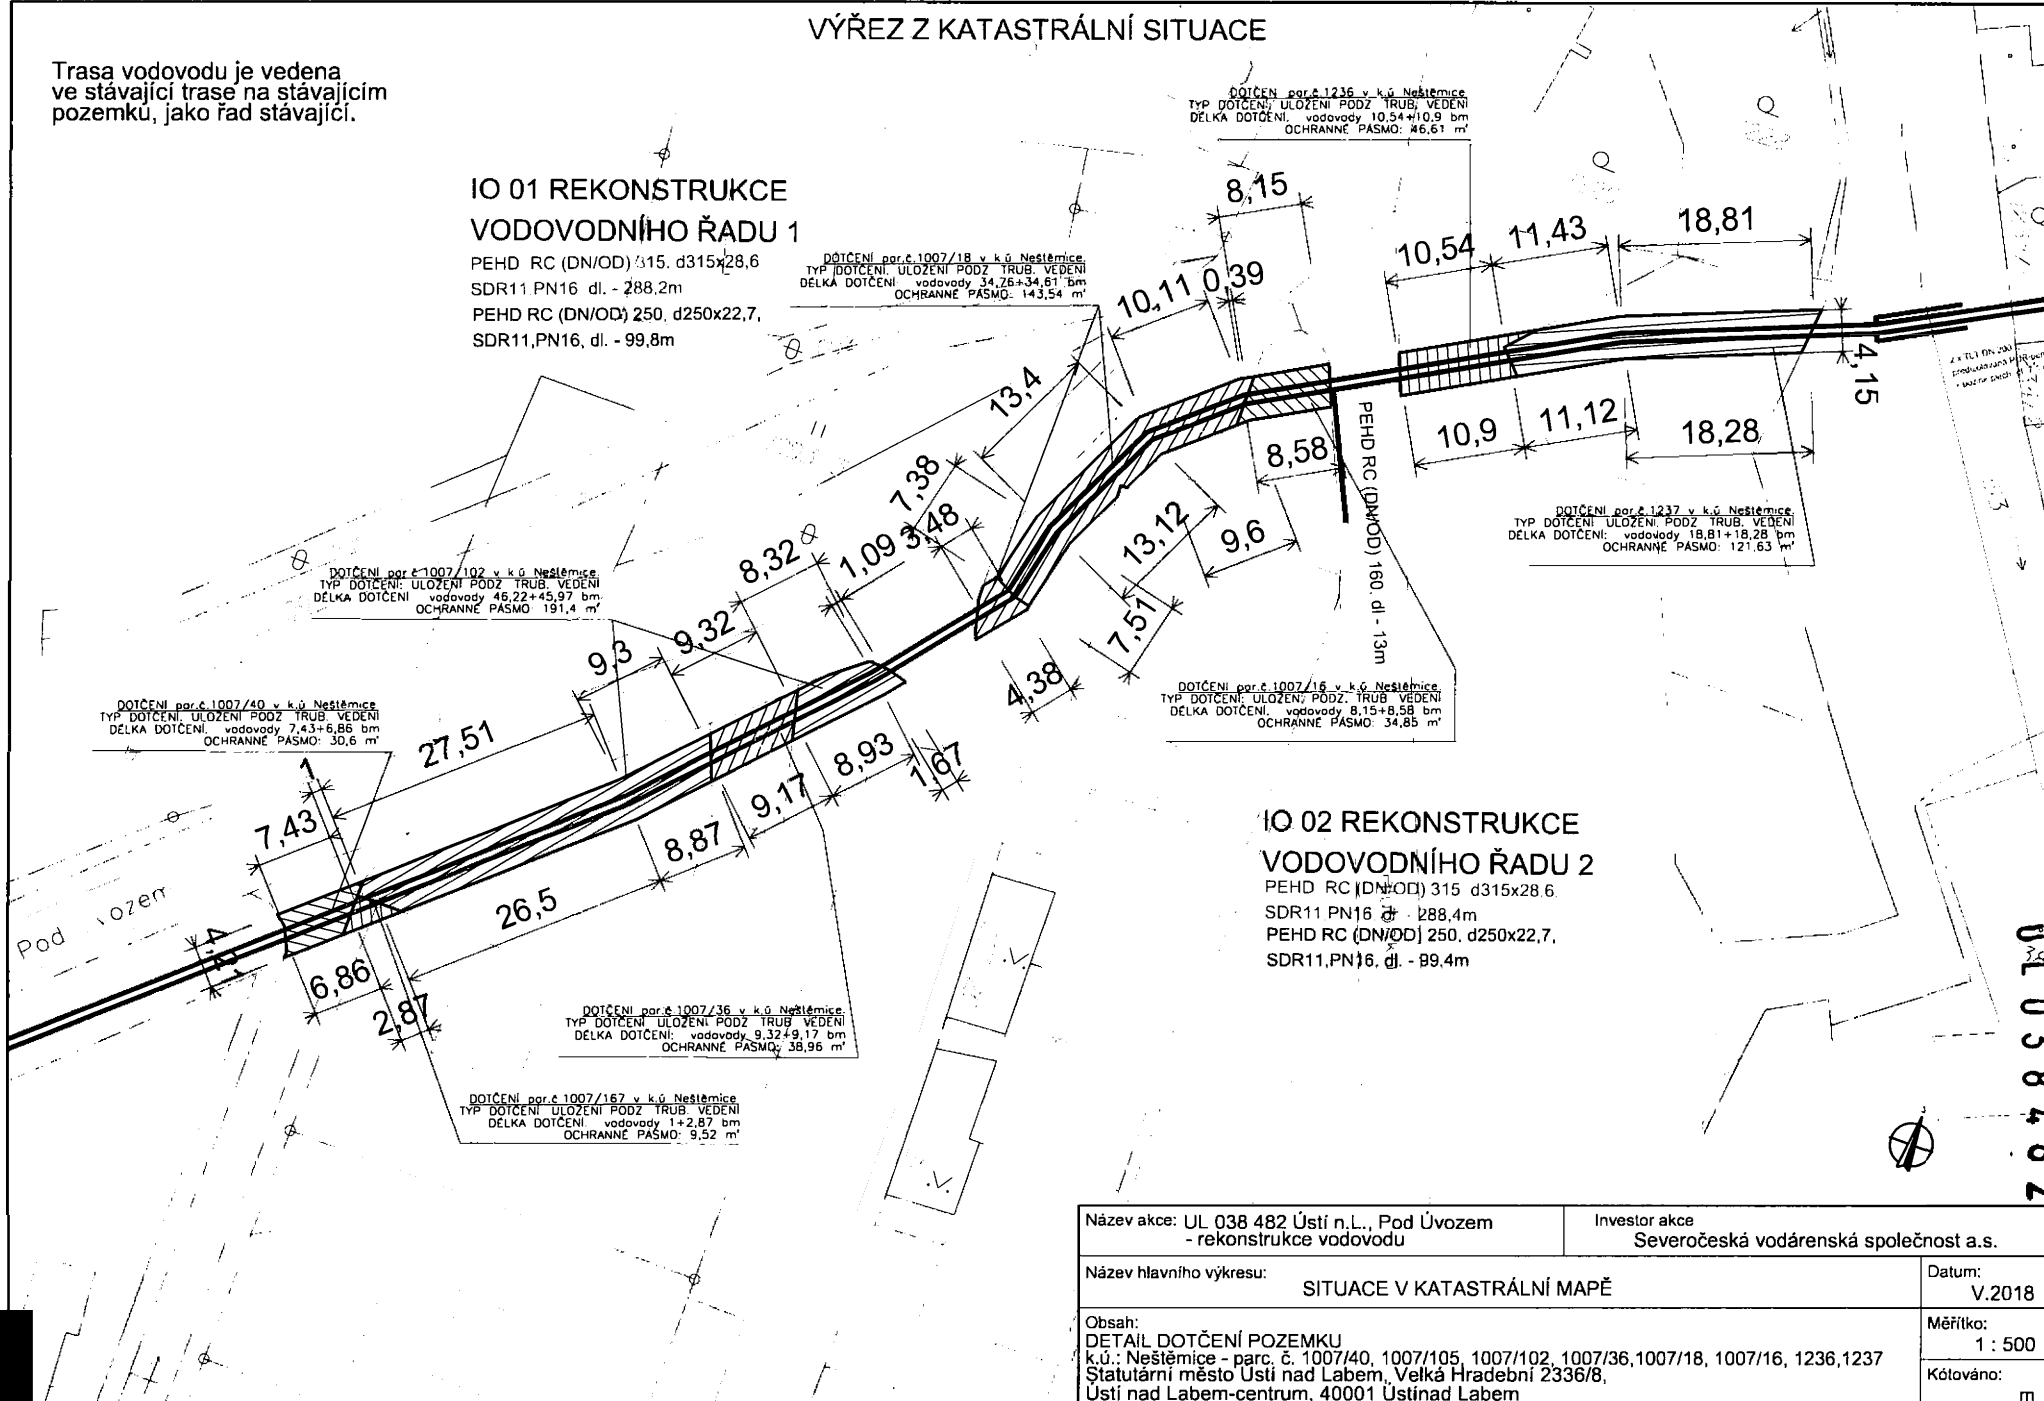 VÝŘEZ Z KATASTRÁLNÍ SITUACE
Trasa vodovodu je vedena
ve stávající trase na stávajícím
pozemku, jako řad stávající.
DOTČEN par.č.1236 v k.ú Neštěmice
TYP DOTČENÍ, ULOŽENÍ PODZ TRUB, VEDENÍ
DÉLKA DOTČENÍ. vodovody 10,54+10,9 bm
OCHRANNÉ PÁSMO: 46,61 m²
IO 01 REKONSTRUKCE
VODOVODNÍHO ŘADU 1
PEHD RC (DN/OD) 315. d315x28,6
SDR11 PN16 dl. - 288,2m
PEHD RC (DN/OD) 250, d250x22,7,
SDR11,PN16, dl. - 99,8m
DOTČENÍ par.č.1007/18 v k.ú Neštěmice.
TYP DOTČENÍ. ULOŽENÍ PODZ TRUB. VEDENÍ
DÉLKA DOTČENÍ vodovody 34,26+34,61 bm
OCHRANNÉ PÁSMO: 143,54 m²
8,15
10,54
11,43
18,81
10,11
0,39
13,4
4,15
10,9
11,12
18,28
8,58
7,38
3,48
1,09
8,32
13,12
9,6
7,51
4,38
PEHD RC (DN/OD) 160. dl - 13m
DOTČENÍ par.č.1237 v k.ú Neštěmice.
TYP DOTČENÍ ULOŽENÍ PODZ TRUB. VEDENÍ
DÉLKA DOTČENÍ: vodovody 18,81+18,28 bm
OCHRANNÉ PÁSMO: 121,63 m²
DOTČENÍ par č 1007/102 v k ú Neštěmice.
TYP DOTČENÍ: ULOŽENÍ PODZ TRUB. VEDENÍ
DÉLKA DOTČENÍ vodovody 46,22+45,97 bm
OCHRANNÉ PÁSMO 191,4 m²
9,3
9,32
DOTČENÍ par.č.1007/16 v k.ú Neštěmice.
TYP DOTČENÍ: ULOŽENÍ PODZ. TRUB VEDENÍ
DÉLKA DOTČENÍ. vodovody 8,15+8,58 bm
OCHRANNÉ PÁSMO: 34,85 m²
DOTČENÍ par.č.1007/40 v k.ú Neštěmice
TYP DOTČENÍ. ULOŽENÍ PODZ TRUB. VEDENÍ
DÉLKA DOTČENÍ. vodovody 7,43+6,86 bm
OCHRANNÉ PÁSMO: 30,6 m²
27,51
1
7,43
8,93
1,67
9,17
8,87
26,5
Pod
4,21
6,86
2,87
IO 02 REKONSTRUKCE
VODOVODNÍHO ŘADU 2
PEHD RC (DN/OD) 315 d315x28.6
SDR11 PN16 dl - 288,4m
PEHD RC (DN/OD) 250, d250x22,7,
SDR11,PN16, dl. - 99,4m
DOTČENÍ par.č 1007/36 v k.ú Neštěmice.
TYP DOTČENÍ ULOŽENÍ PODZ TRUB VEDENÍ
DÉLKA DOTČENÍ: vodovody 9,32+9,17 bm
OCHRANNÉ PÁSMO: 38,96 m²
DOTČENÍ par.č 1007/167 v k.ú Neštěmice
TYP DOTČENÍ ULOŽENÍ PODZ TRUB. VEDENÍ
DÉLKA DOTČENÍ. vodovody 1+2,87 bm
OCHRANNÉ PÁSMO: 9,52 m²
Název akce: UL 038 482 Ústí n.L., Pod Úvozem
- rekonstrukce vodovodu
Investor akce
Severočeská vodárenská společnost a.s.
Název hlavního výkresu:
SITUACE V KATASTRÁLNÍ MAPĚ
Datum:
V.2018
Obsah:
DETAIL DOTČENÍ POZEMKU
k.ú.: Neštěmice - parc. č. 1007/40, 1007/105, 1007/102, 1007/36,1007/18, 1007/16, 1236,1237
Statutární město Ústí nad Labem, Velká Hradební 2336/8,
Ústí nad Labem-centrum, 40001 Ústínad Labem
Měřítko:
1 : 500
Kótováno:
m